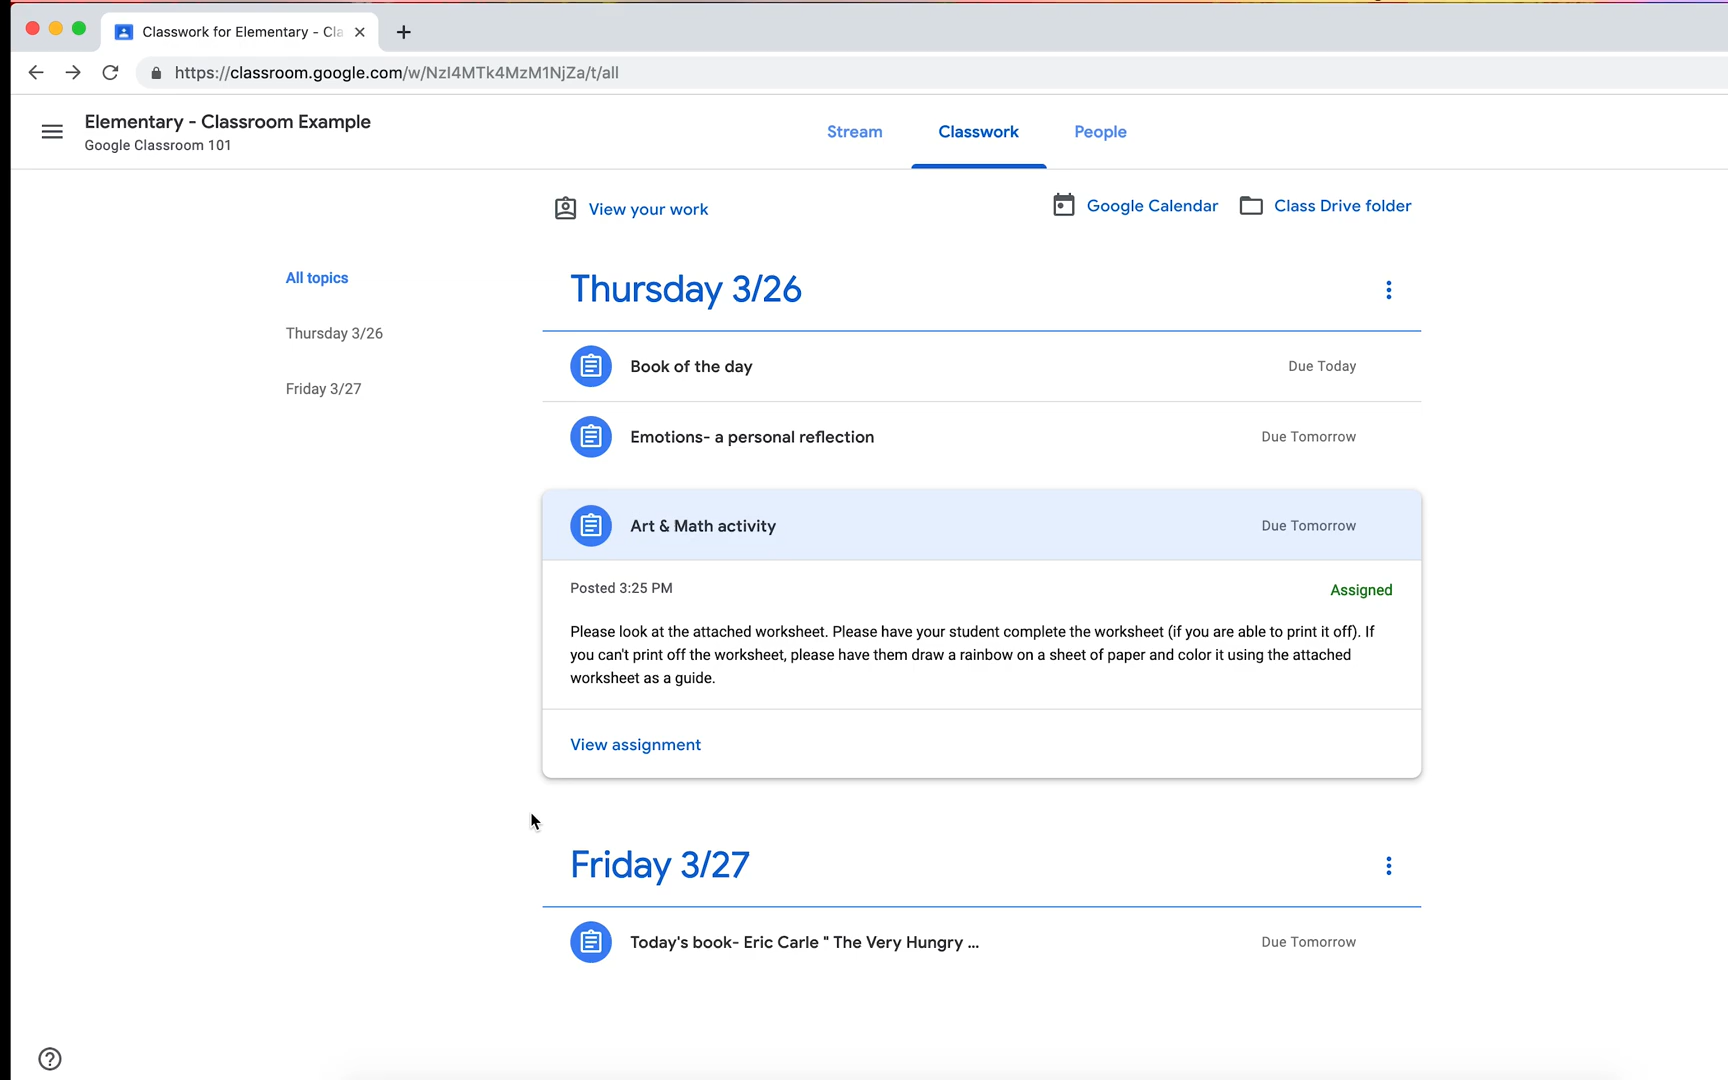 Classwork for Elementary - Cla
https://classroom.google.com/w/NzI4MTk4MzM1NjZa/t/all
Elementary - Classroom Example
Google Classroom 101
Stream
Classwork
People
View your work
Google Calendar
Class Drive folder
All topics
Thursday 3/26
Friday 3/27
Thursday 3/26
Book of the day
Due Today
Emotions- a personal reflection
Due Tomorrow
Art & Math activity
Due Tomorrow
Posted 3:25 PM
Assigned
Please look at the attached worksheet. Please have your student complete the worksheet (if you are able to print it off). If
you can't print off the worksheet, please have them draw a rainbow on a sheet of paper and color it using the attached
worksheet as a guide.
View assignment
Friday 3/27
Today's book- Eric Carle " The Very Hungry ...
Due Tomorrow